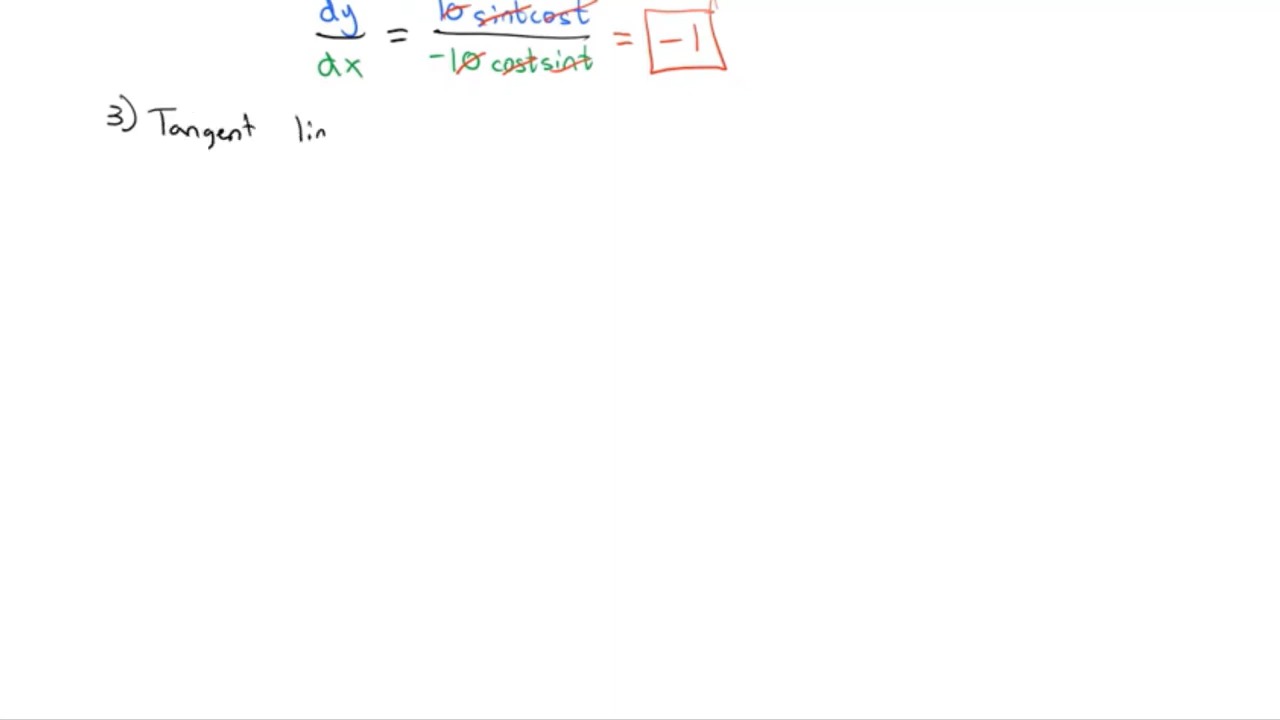 dy/dx = 10 sint cost / -10 cost sint = -1
3) Tangent lin